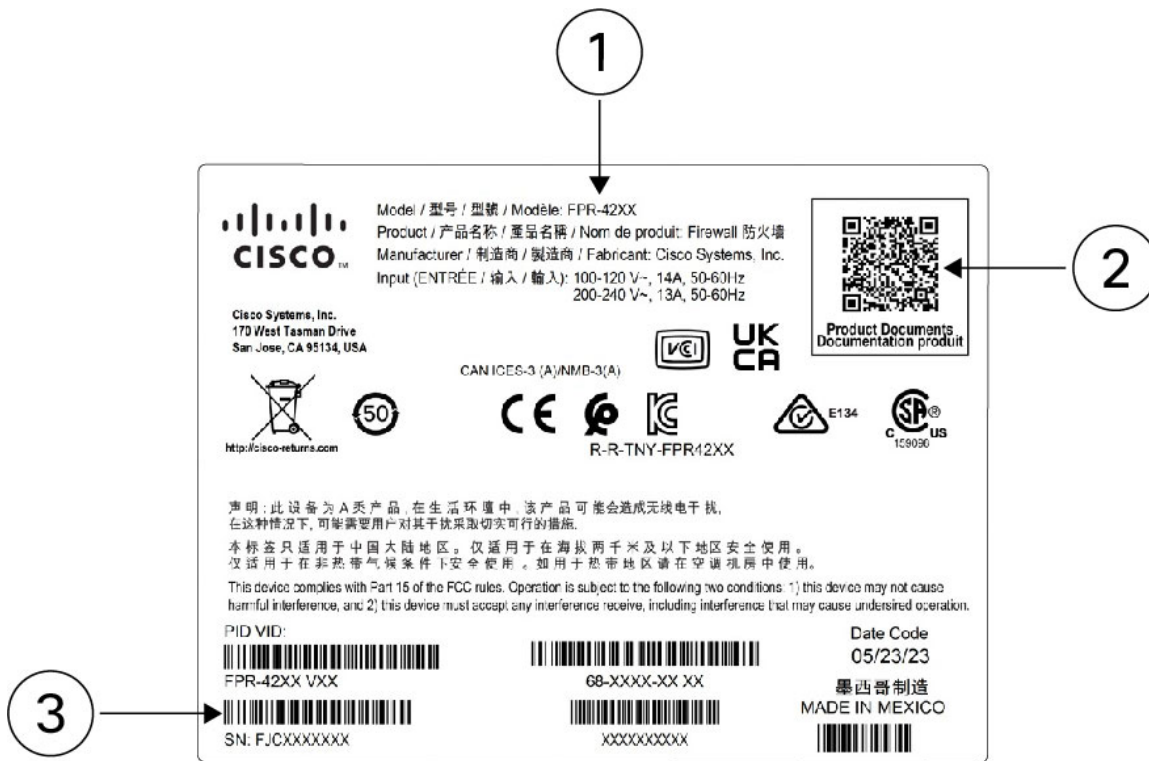 1
CISCO™
Model / 型号 / 型號 / Modèle: FPR-42XX
Product / 产品名称 / 產品名稱 / Nom de produit: Firewall 防火墙
Manufacturer / 制造商 / 製造商 / Fabricant: Cisco Systems, Inc.
Input (ENTRÉE / 输入 / 輸入): 100-120 V~, 14A, 50-60Hz
200-240 V~, 13A, 50-60Hz
2
Product Documents
Documentation produit
Cisco Systems, Inc.
170 West Tasman Drive
San Jose, CA 95134, USA
VCI
UK
CA
CAN ICES-3 (A)/NMB-3(A)
50
CE
E134
SA®
C US
159096
http://cisco-returns.com
R-R-TNY-FPR42XX
声明:此设备为A类产品,在生活环境中,该产品可能会造成无线电干扰,
在这种情况下,可能需要用户对其干扰采取切实可行的措施.
本标签只适用于中国大陆地区。仅适用于在海拔两千米及以下地区安全使用。
仅适用于在非热带气候条件下安全使用。如用于热带地区请在空调机房中使用。
This device complies with Part 15 of the FCC rules. Operation is subject to the following two conditions: 1) this device may not cause
harmful interference, and 2) this device must accept any interference receive, including interference that may cause undersired operation.
PID VID:
FPR-42XX VXX
68-XXXX-XX XX
Date Code
05/23/23
墨西哥制造
MADE IN MEXICO
3
SN: FJCXXXXXXX
XXXXXXXXXX